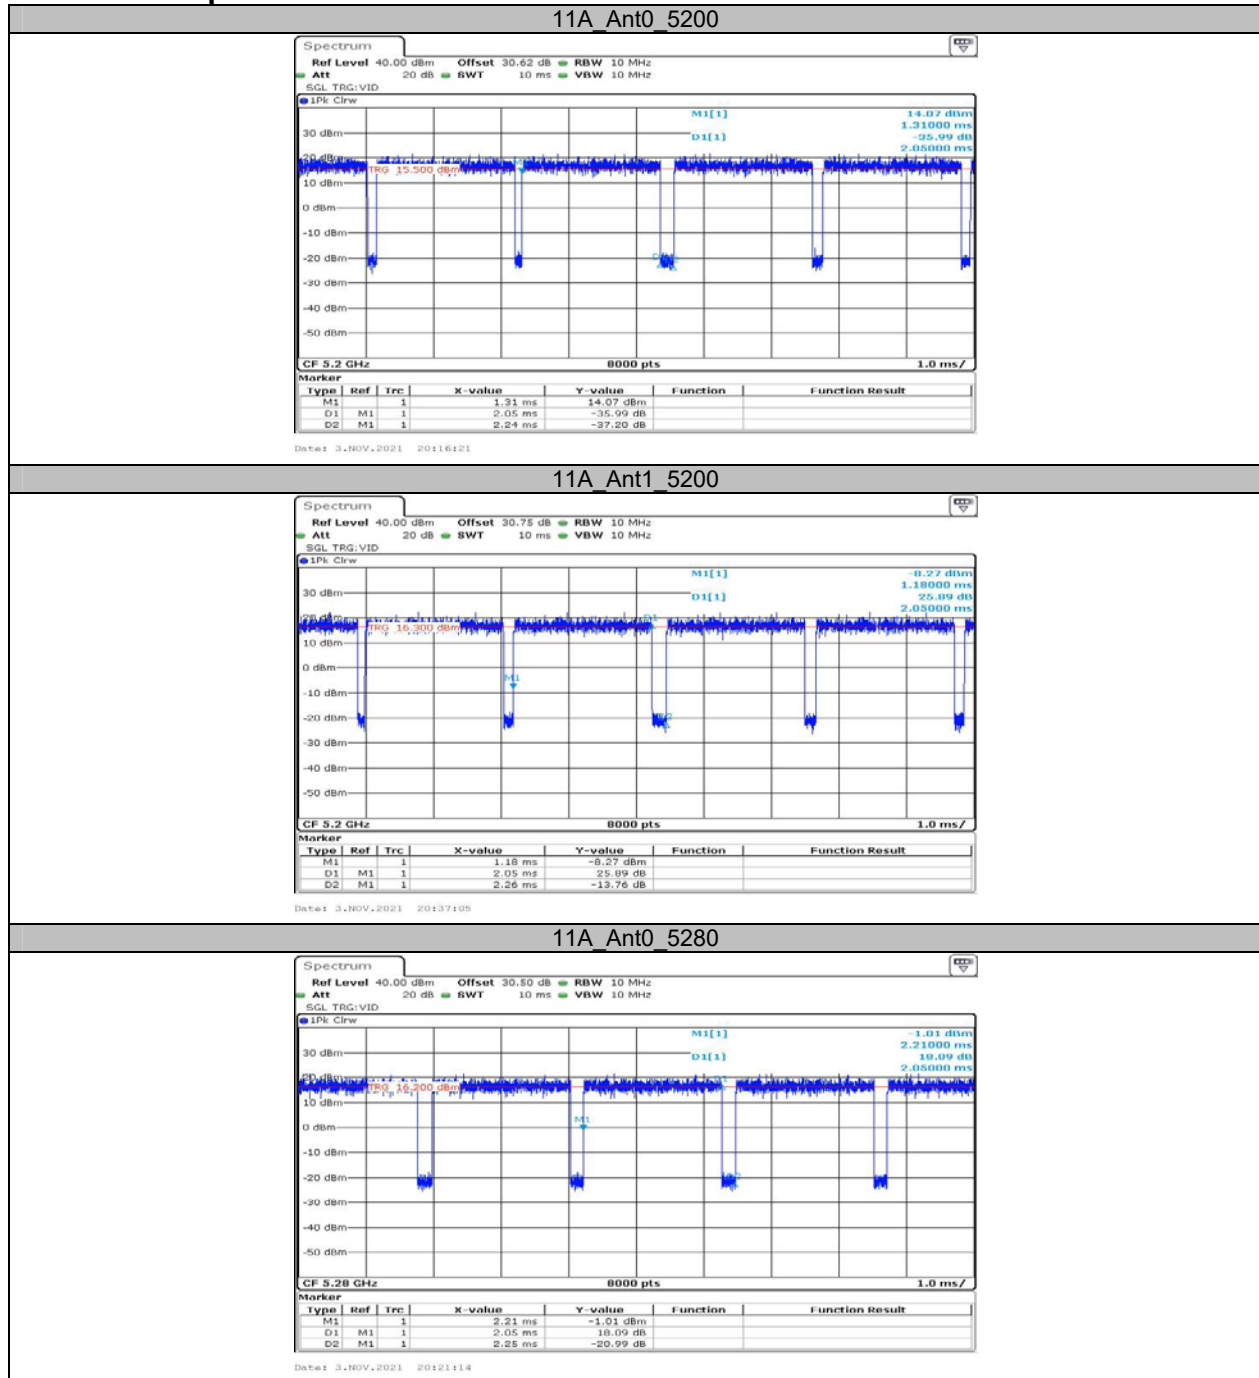 11A_Ant0_5200
Spectrum
Ref Level 40.00 dBm Offset 30.62 dB RBW 10 MHz
Att 20 dB SWT 10 ms VBW 10 MHz
SGL TRG:VID
1Pk Clrw
M1[1] 14.07 dBm
1.31000 ms
30 dBm
D1[1] -35.99 dB
2.05000 ms
20 dBm
TRG 15.500 dBm
10 dBm
0 dBm
-10 dBm
-20 dBm
-30 dBm
-40 dBm
-50 dBm
CF 5.2 GHz 8000 pts 1.0 ms/
Marker
Type Ref Trc X-value Y-value Function Function Result
M1 1 1.31 ms 14.07 dBm
D1 M1 1 2.05 ms -35.99 dB
D2 M1 1 2.24 ms -37.20 dB
Date: 3.NOV.2021 20:16:21
11A_Ant1_5200
Spectrum
Ref Level 40.00 dBm Offset 30.75 dB RBW 10 MHz
Att 20 dB SWT 10 ms VBW 10 MHz
SGL TRG:VID
1Pk Clrw
M1[1] -8.27 dBm
1.18000 ms
30 dBm
D1[1] 25.89 dB
2.05000 ms
20 dBm
D1
TRG 16.300 dBm
10 dBm
0 dBm
M1
-10 dBm
-20 dBm
-30 dBm
-40 dBm
-50 dBm
CF 5.2 GHz 8000 pts 1.0 ms/
Marker
Type Ref Trc X-value Y-value Function Function Result
M1 1 1.18 ms -8.27 dBm
D1 M1 1 2.05 ms 25.89 dB
D2 M1 1 2.26 ms -13.76 dB
Date: 3.NOV.2021 20:37:05
11A_Ant0_5280
Spectrum
Ref Level 40.00 dBm Offset 30.50 dB RBW 10 MHz
Att 20 dB SWT 10 ms VBW 10 MHz
SGL TRG:VID
1Pk Clrw
M1[1] -1.01 dBm
2.21000 ms
30 dBm
D1[1] 18.09 dB
2.05000 ms
20 dBm
TRG 16.200 dBm
10 dBm
M1
0 dBm
-10 dBm
-20 dBm
-30 dBm
-40 dBm
-50 dBm
CF 5.28 GHz 8000 pts 1.0 ms/
Marker
Type Ref Trc X-value Y-value Function Function Result
M1 1 2.21 ms -1.01 dBm
D1 M1 1 2.05 ms 18.09 dB
D2 M1 1 2.25 ms -20.99 dB
Date: 3.NOV.2021 20:21:14